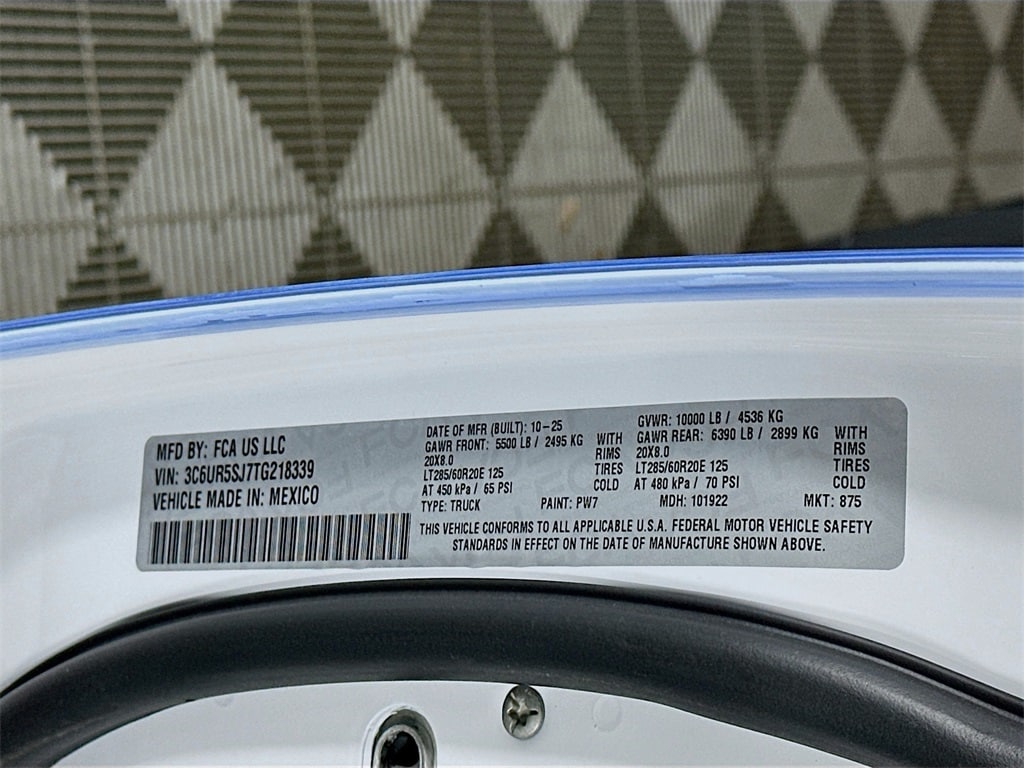 MFD BY: FCA US LLC
VIN: 3C6UR5SJ7TG218339
VEHICLE MADE IN: MEXICO
DATE OF MFR (BUILT): 10-25
GAWR FRONT: 5500 LB / 2495 KG WITH
20X8.0 RIMS
LT285/60R20E 125 TIRES
AT 450 kPa / 65 PSI COLD
GVWR: 10000 LB / 4536 KG
GAWR REAR: 6390 LB / 2899 KG WITH
20X8.0 RIMS
LT285/60R20E 125 TIRES
AT 480 kPa / 70 PSI COLD
TYPE: TRUCK PAINT: PW7 MDH: 101922 MKT: 875
THIS VEHICLE CONFORMS TO ALL APPLICABLE U.S.A. FEDERAL MOTOR VEHICLE SAFETY
STANDARDS IN EFFECT ON THE DATE OF MANUFACTURE SHOWN ABOVE.